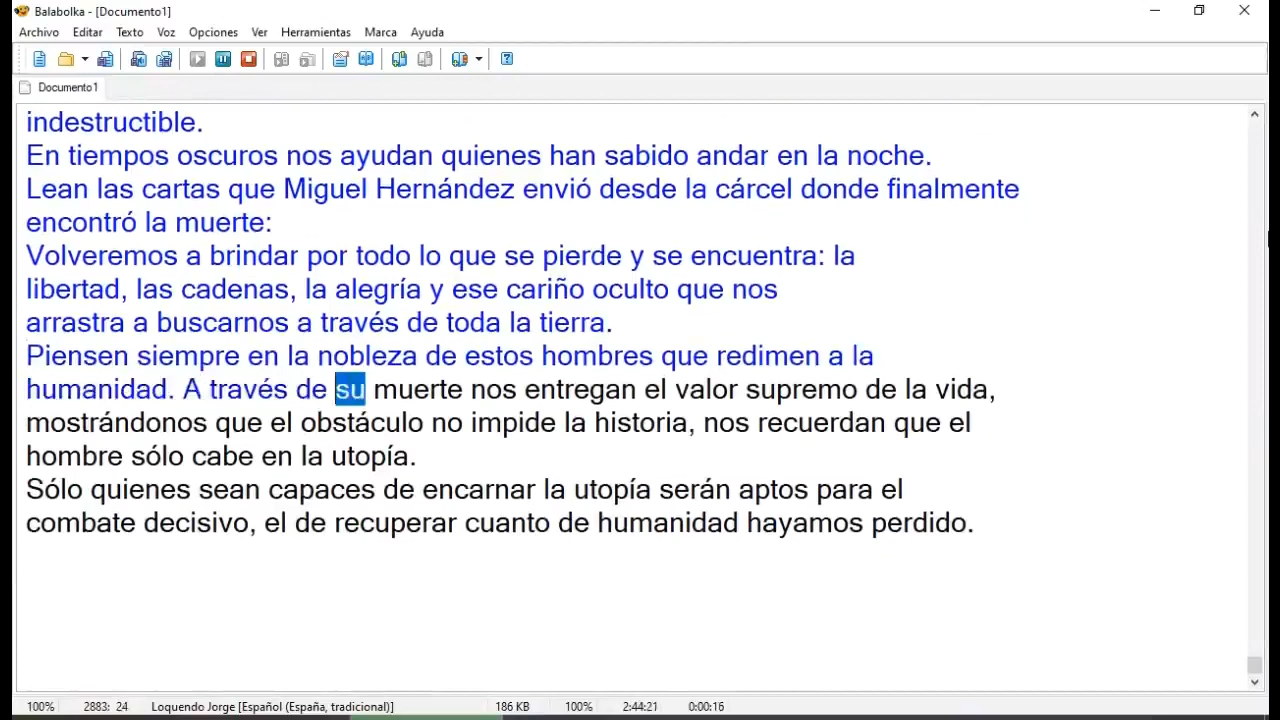 Balabolka - [Documento1]
Archivo Editar Texto Voz Opciones Ver Herramientas Marca Ayuda
Documento1
indestructible.
En tiempos oscuros nos ayudan quienes han sabido andar en la noche.
Lean las cartas que Miguel Hernández envió desde la cárcel donde finalmente
encontró la muerte:
Volveremos a brindar por todo lo que se pierde y se encuentra: la
libertad, las cadenas, la alegría y ese cariño oculto que nos
arrastra a buscarnos a través de toda la tierra.
Piensen siempre en la nobleza de estos hombres que redimen a la
humanidad. A través de su muerte nos entregan el valor supremo de la vida,
mostrándonos que el obstáculo no impide la historia, nos recuerdan que el
hombre sólo cabe en la utopía.
Sólo quienes sean capaces de encarnar la utopía serán aptos para el
combate decisivo, el de recuperar cuanto de humanidad hayamos perdido.
100% 2883: 24 Loquendo Jorge [Español (España, tradicional)] 186 KB 100% 2:44:21 0:00:16